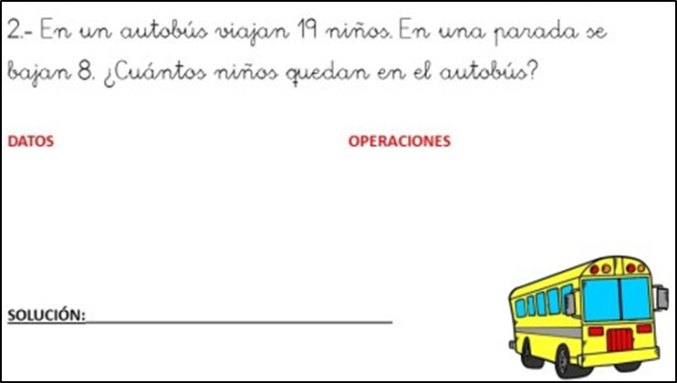 2.- En un autobús viajan 19 niños. En una parada se
bajan 8. ¿Cuántos niños quedan en el autobús?
DATOS OPERACIONES
SOLUCIÓN: